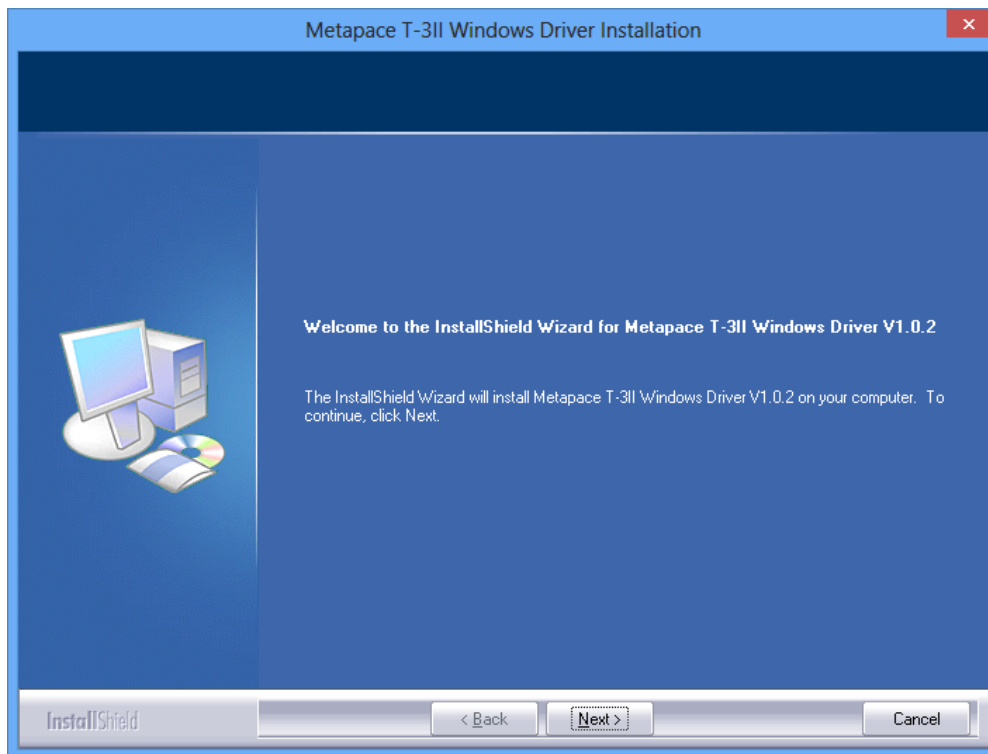 Metapace T-3II Windows Driver Installation
Welcome to the InstallShield Wizard for Metapace T-3II Windows Driver V1.0.2
The InstallShield Wizard will install Metapace T-3II Windows Driver V1.0.2 on your computer. To
continue, click Next.
InstallShield
< Back
Next >
Cancel